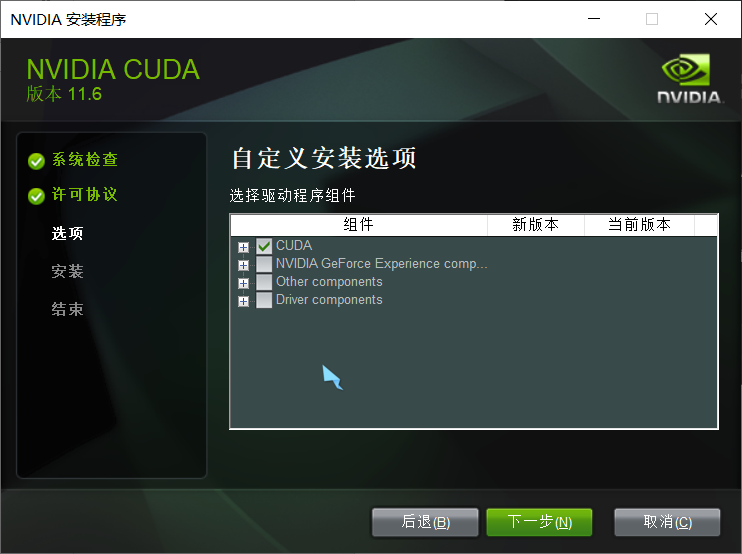 NVIDIA 安装程序
NVIDIA CUDA
版本 11.6
NVIDIA.
系统检查
许可协议
选项
安装
结束
自定义安装选项
选择驱动程序组件
组件 新版本 当前版本
CUDA
NVIDIA GeForce Experience comp...
Other components
Driver components
后退(B) 下一步(N) 取消(C)